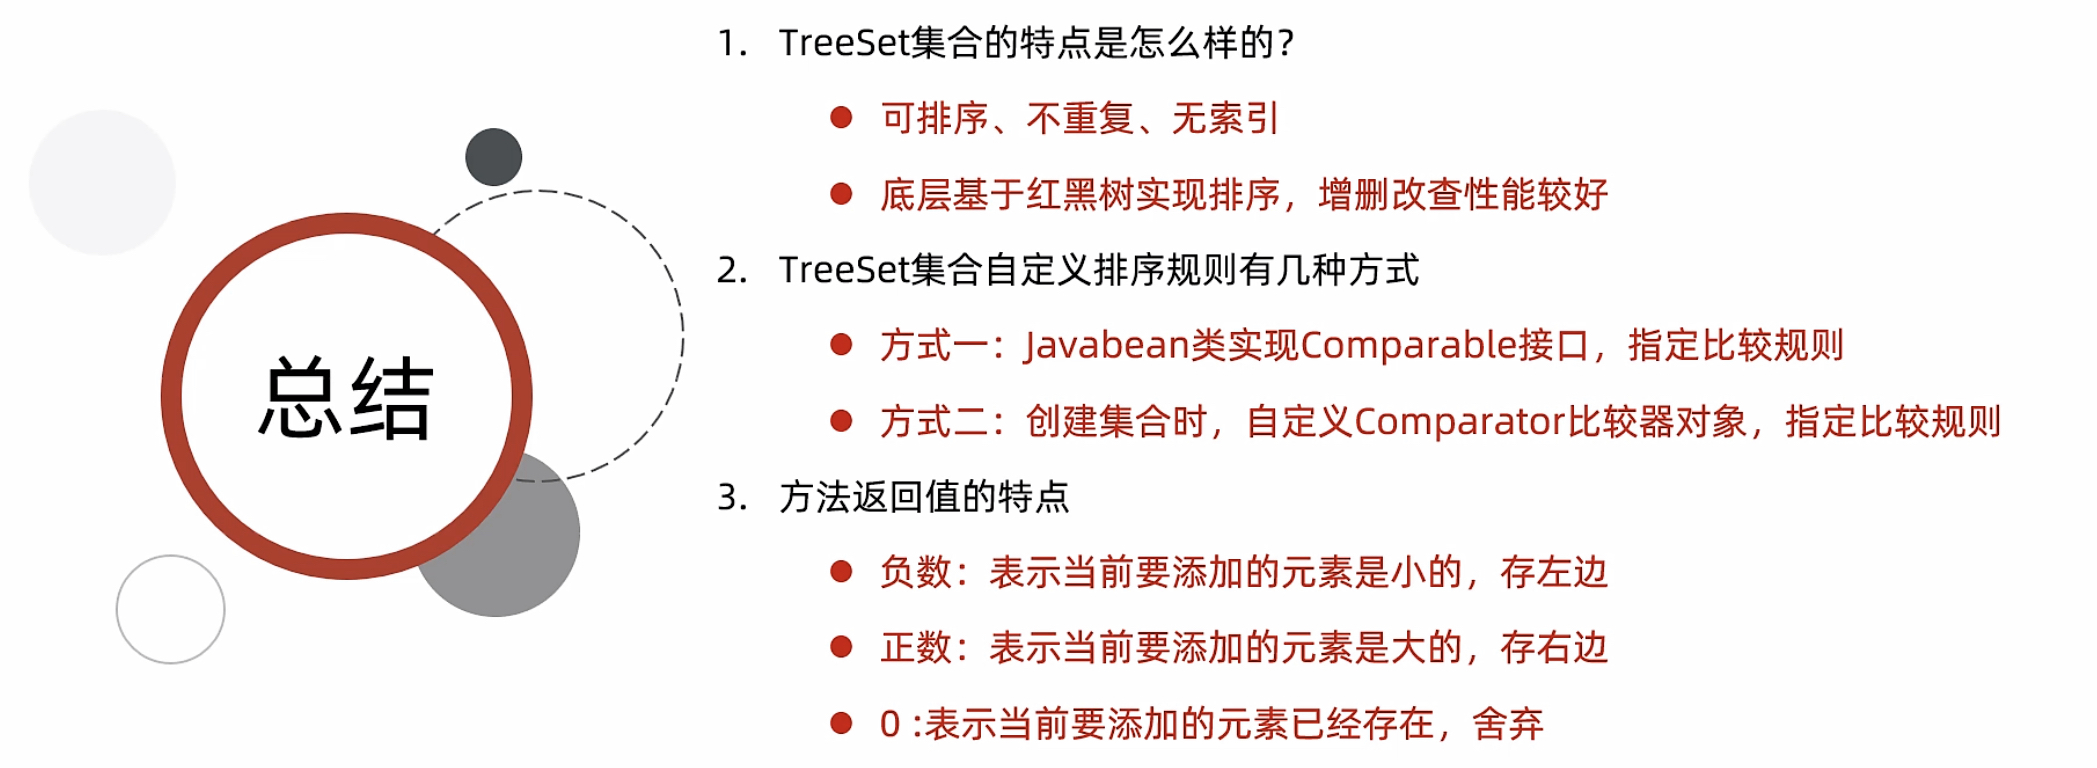 总结
1. TreeSet集合的特点是怎么样的？
● 可排序、不重复、无索引
● 底层基于红黑树实现排序，增删改查性能较好
2. TreeSet集合自定义排序规则有几种方式
● 方式一：Javabean类实现Comparable接口，指定比较规则
● 方式二：创建集合时，自定义Comparator比较器对象，指定比较规则
3. 方法返回值的特点
● 负数：表示当前要添加的元素是小的，存左边
● 正数：表示当前要添加的元素是大的，存右边
● 0 :表示当前要添加的元素已经存在，舍弃